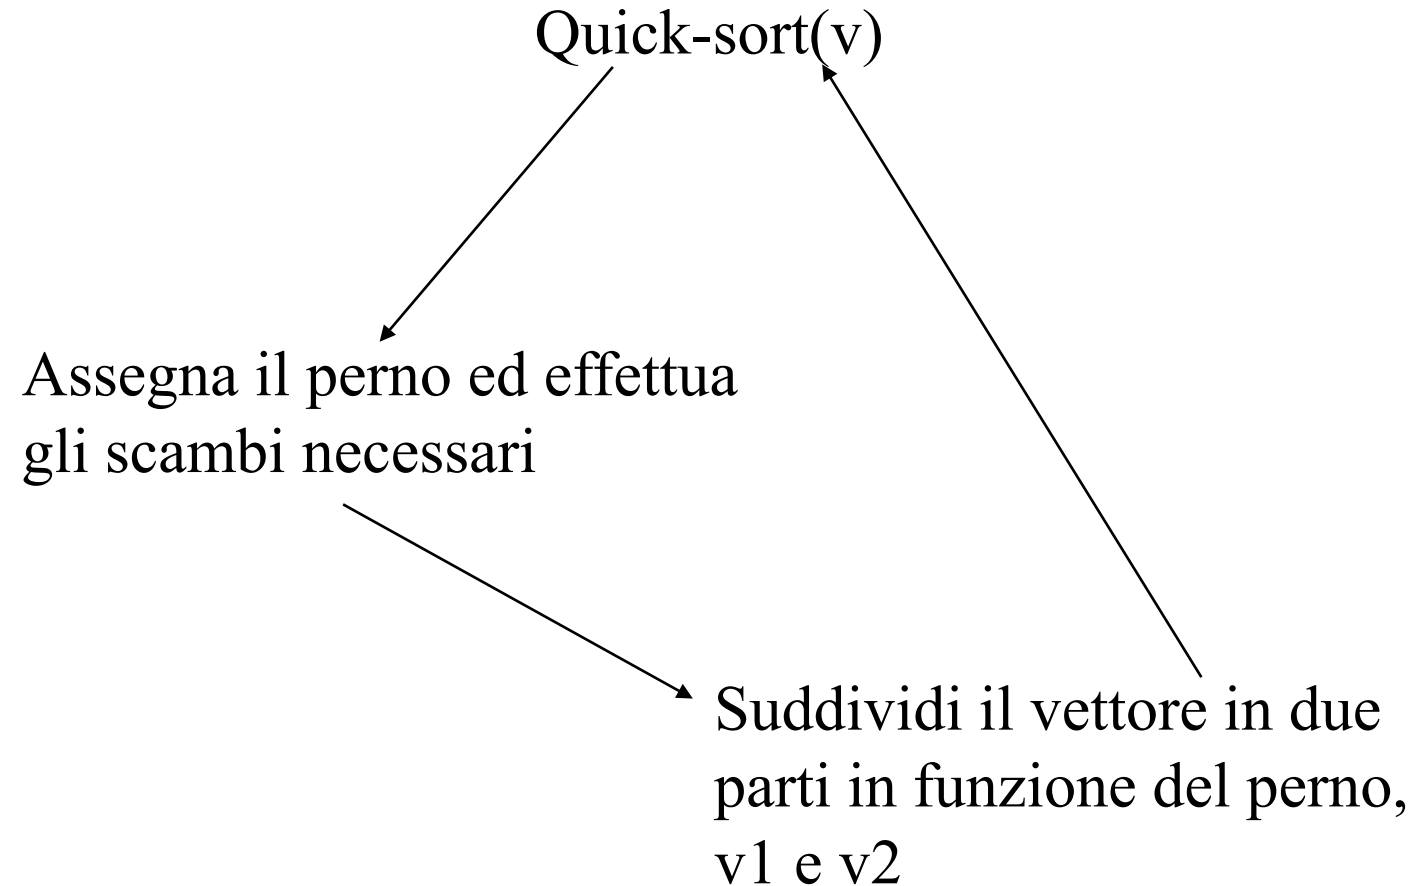 Quick-sort(v)
Assegna il perno ed effettua
gli scambi necessari
Suddividi il vettore in due
parti in funzione del perno,
v1 e v2